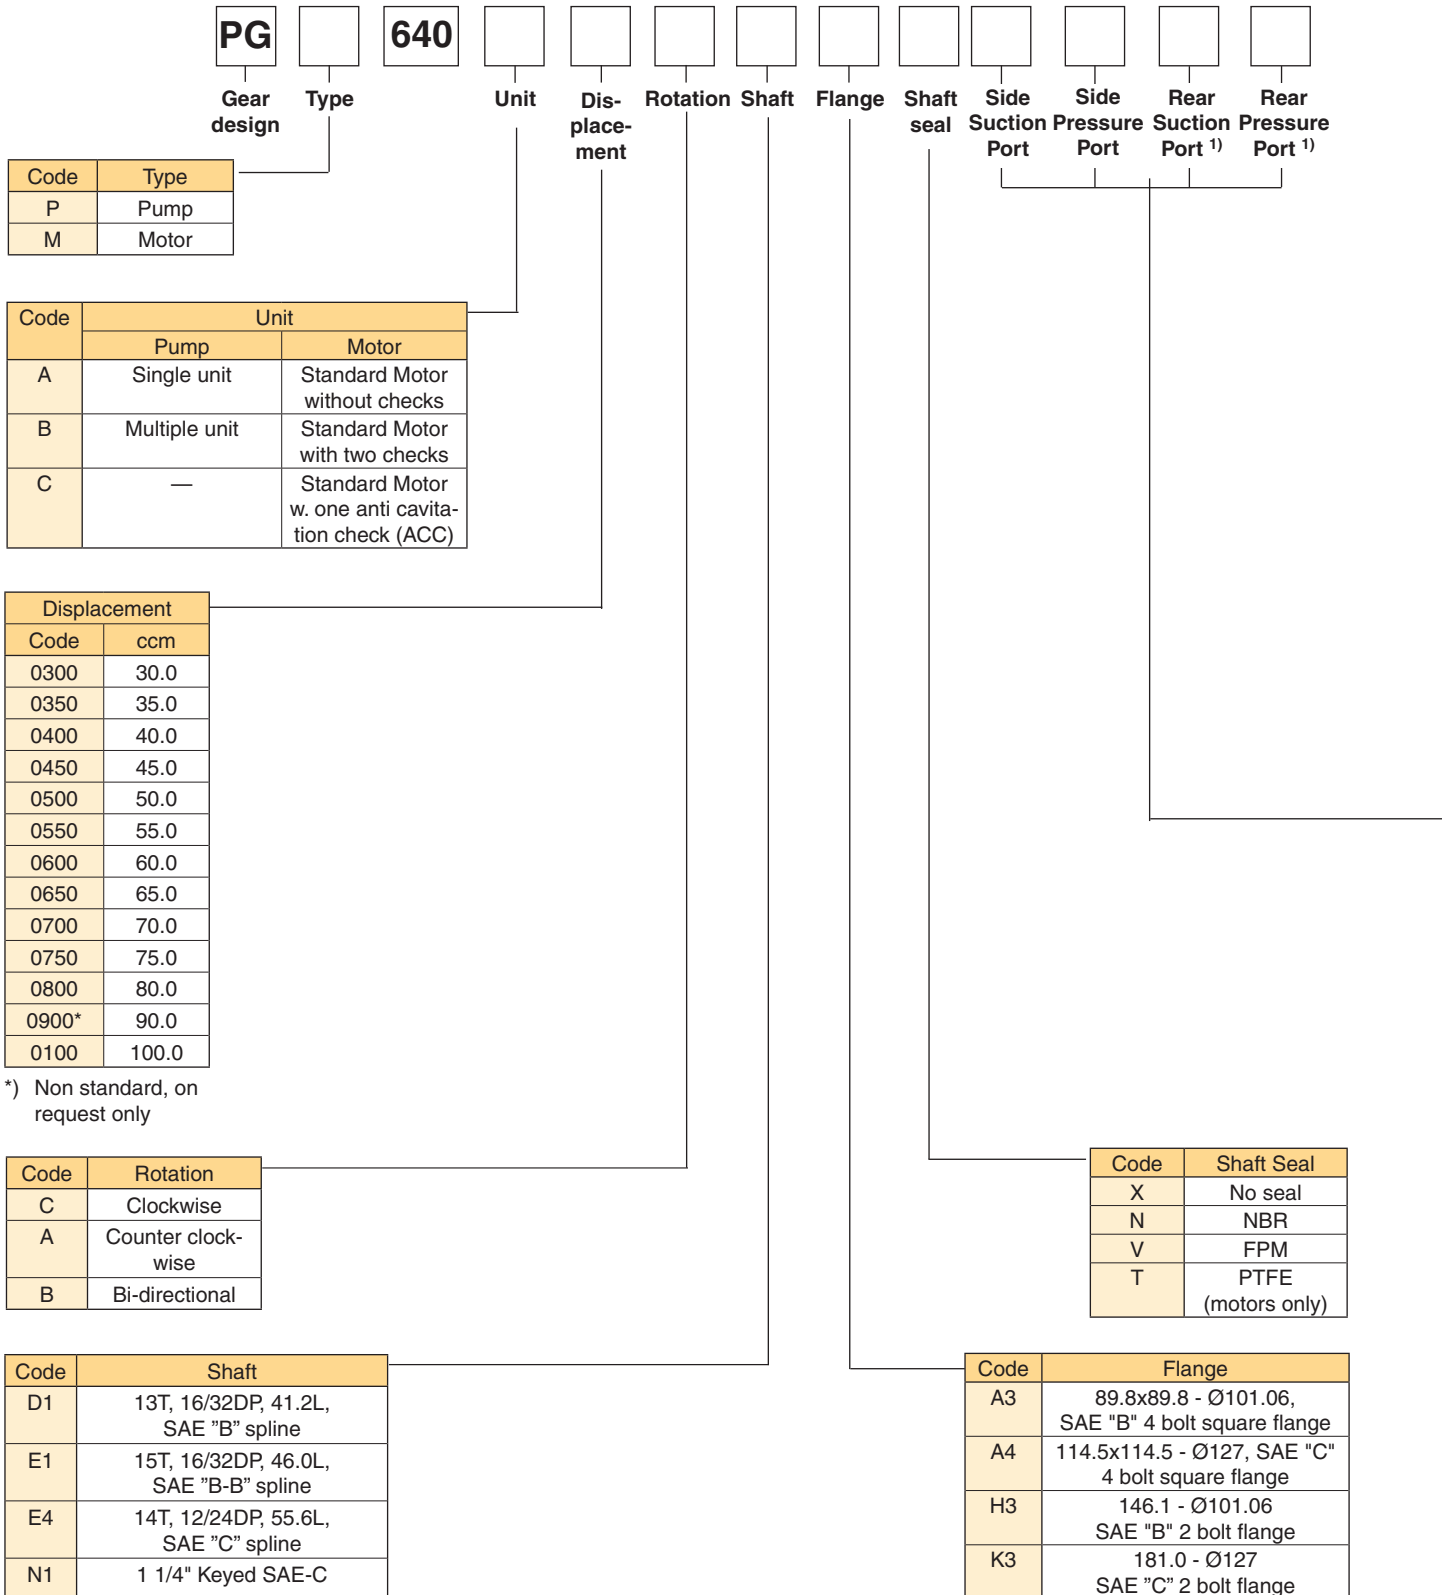 PG 640
Gear design
Type
Unit
Dis-
place-
ment
Rotation
Shaft
Flange
Shaft seal
Side Suction Port
Side Pressure Port
Rear Suction Port 1)
Rear Pressure Port 1)
Code Type
P Pump
M Motor
Code Unit
Pump Motor
A Single unit Standard Motor
without checks
B Multiple unit Standard Motor
with two checks
C — Standard Motor
w. one anti cavita-
tion check (ACC)
Displacement
Code ccm
0300 30.0
0350 35.0
0400 40.0
0450 45.0
0500 50.0
0550 55.0
0600 60.0
0650 65.0
0700 70.0
0750 75.0
0800 80.0
0900* 90.0
0100 100.0
*) Non standard, on
request only
Code Rotation
C Clockwise
A Counter clock-
wise
B Bi-directional
Code Shaft Seal
X No seal
N NBR
V FPM
T PTFE
(motors only)
Code Shaft
D1 13T, 16/32DP, 41.2L,
SAE ”B” spline
E1 15T, 16/32DP, 46.0L,
SAE ”B-B” spline
E4 14T, 12/24DP, 55.6L,
SAE ”C” spline
N1 1 1/4" Keyed SAE-C
Code Flange
A3 89.8x89.8 - Ø101.06,
SAE "B" 4 bolt square flange
A4 114.5x114.5 - Ø127, SAE "C"
4 bolt square flange
H3 146.1 - Ø101.06
SAE "B" 2 bolt flange
K3 181.0 - Ø127
SAE ”C” 2 bolt flange